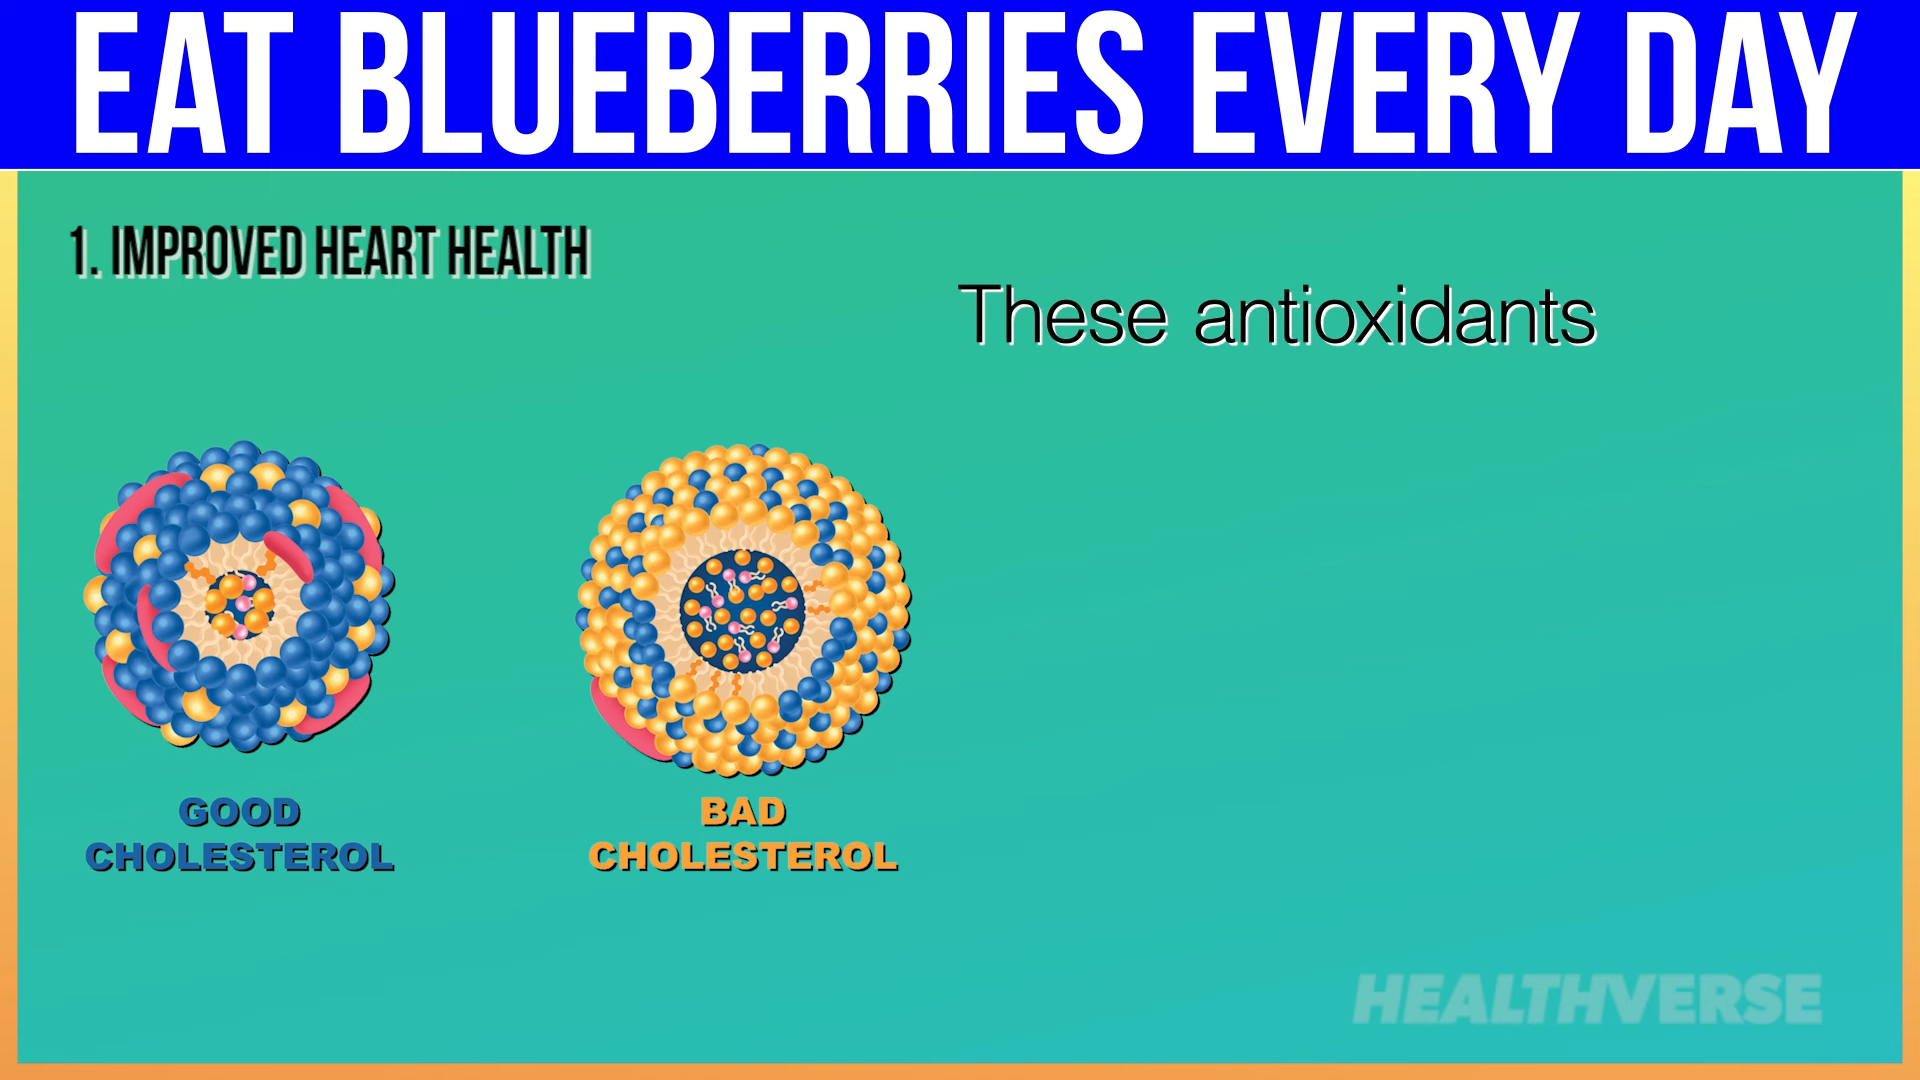 EAT BLUEBERRIES EVERY DAY
1. IMPROVED HEART HEALTH
These antioxidants
GOOD
CHOLESTEROL
BAD
CHOLESTEROL
HEALTHVERSE